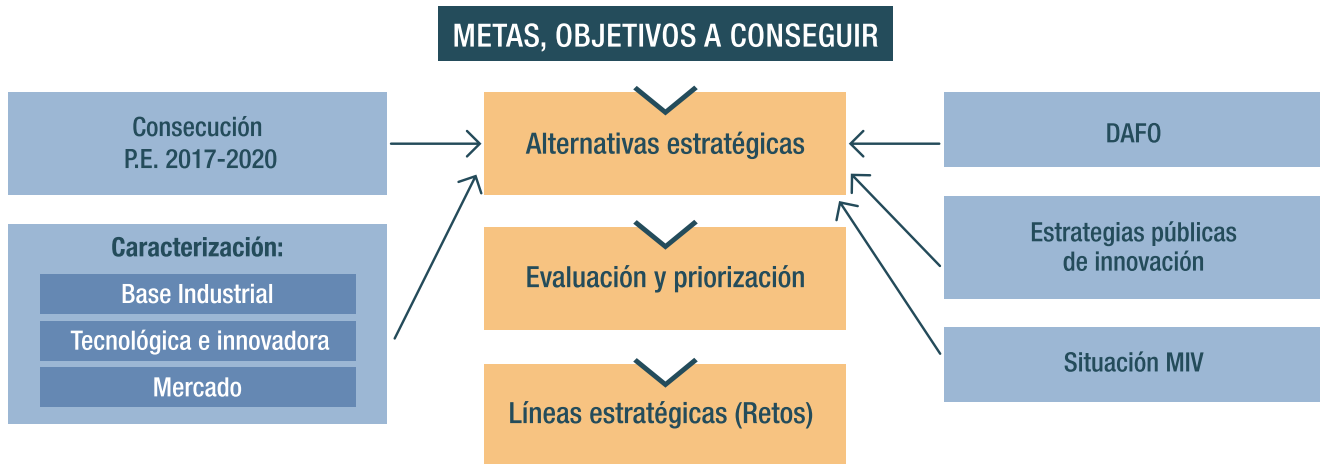 METAS, OBJETIVOS A CONSEGUIR
Consecución
P.E. 2017-2020
Caracterización:
Base Industrial
Tecnológica e innovadora
Mercado
Alternativas estratégicas
Evaluación y priorización
Líneas estratégicas (Retos)
DAFO
Estrategias públicas
de innovación
Situación MIV